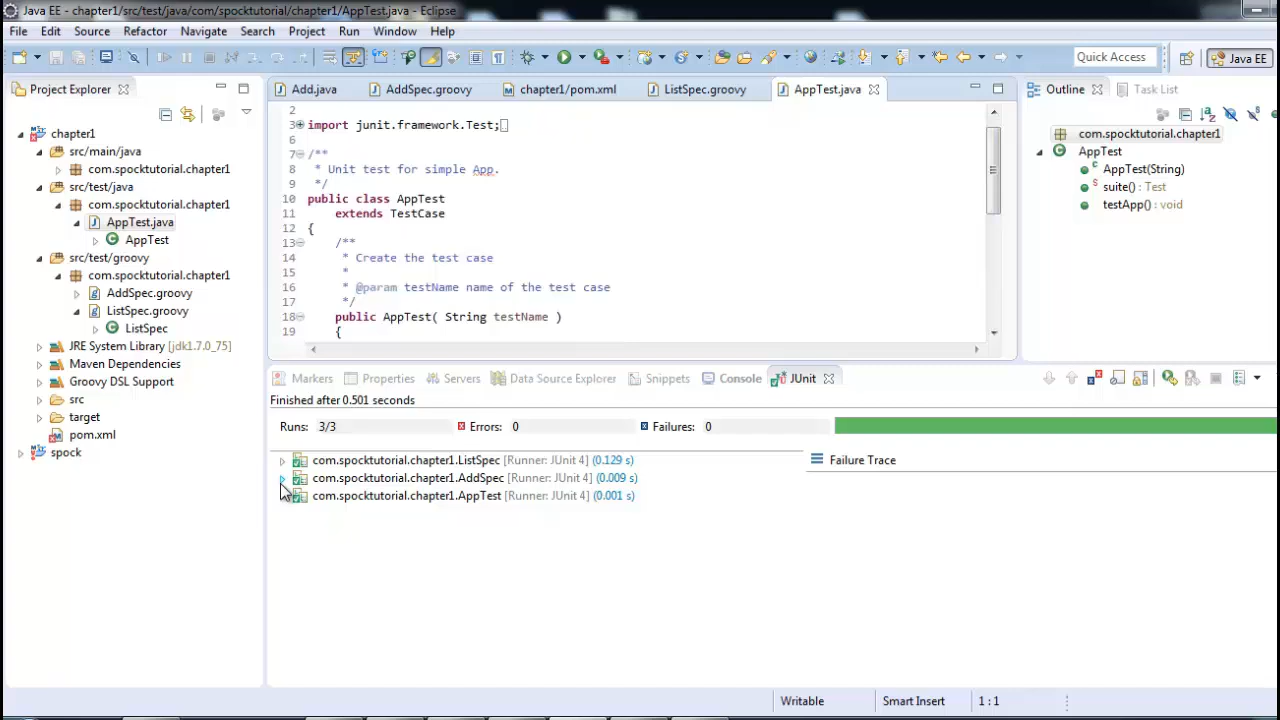 Java EE - chapter1/src/test/java/com/spocktutorial/chapter1/AppTest.java - Eclipse
File Edit Source Refactor Navigate Search Project Run Window Help
Quick Access
Java EE
Project Explorer
chapter1
src/main/java
com.spocktutorial.chapter1
src/test/java
com.spocktutorial.chapter1
AppTest.java
AppTest
src/test/groovy
com.spocktutorial.chapter1
AddSpec.groovy
ListSpec.groovy
ListSpec
JRE System Library [jdk1.7.0_75]
Maven Dependencies
Groovy DSL Support
src
target
pom.xml
spock
Add.java AddSpec.groovy chapter1/pom.xml ListSpec.groovy AppTest.java
2
3 import junit.framework.Test;
6
7 /**
8 * Unit test for simple App.
9 */
10 public class AppTest
11 extends TestCase
12 {
13 /**
14 * Create the test case
15 *
16 * @param testName name of the test case
17 */
18 public AppTest( String testName )
19 {
Outline Task List
com.spocktutorial.chapter1
AppTest
AppTest(String)
suite() : Test
testApp() : void
Markers Properties Servers Data Source Explorer Snippets Console JUnit
Finished after 0.501 seconds
Runs: 3/3 Errors: 0 Failures: 0
com.spocktutorial.chapter1.ListSpec [Runner: JUnit 4] (0.129 s)
com.spocktutorial.chapter1.AddSpec [Runner: JUnit 4] (0.009 s)
com.spocktutorial.chapter1.AppTest [Runner: JUnit 4] (0.001 s)
Failure Trace
Writable Smart Insert 1 : 1